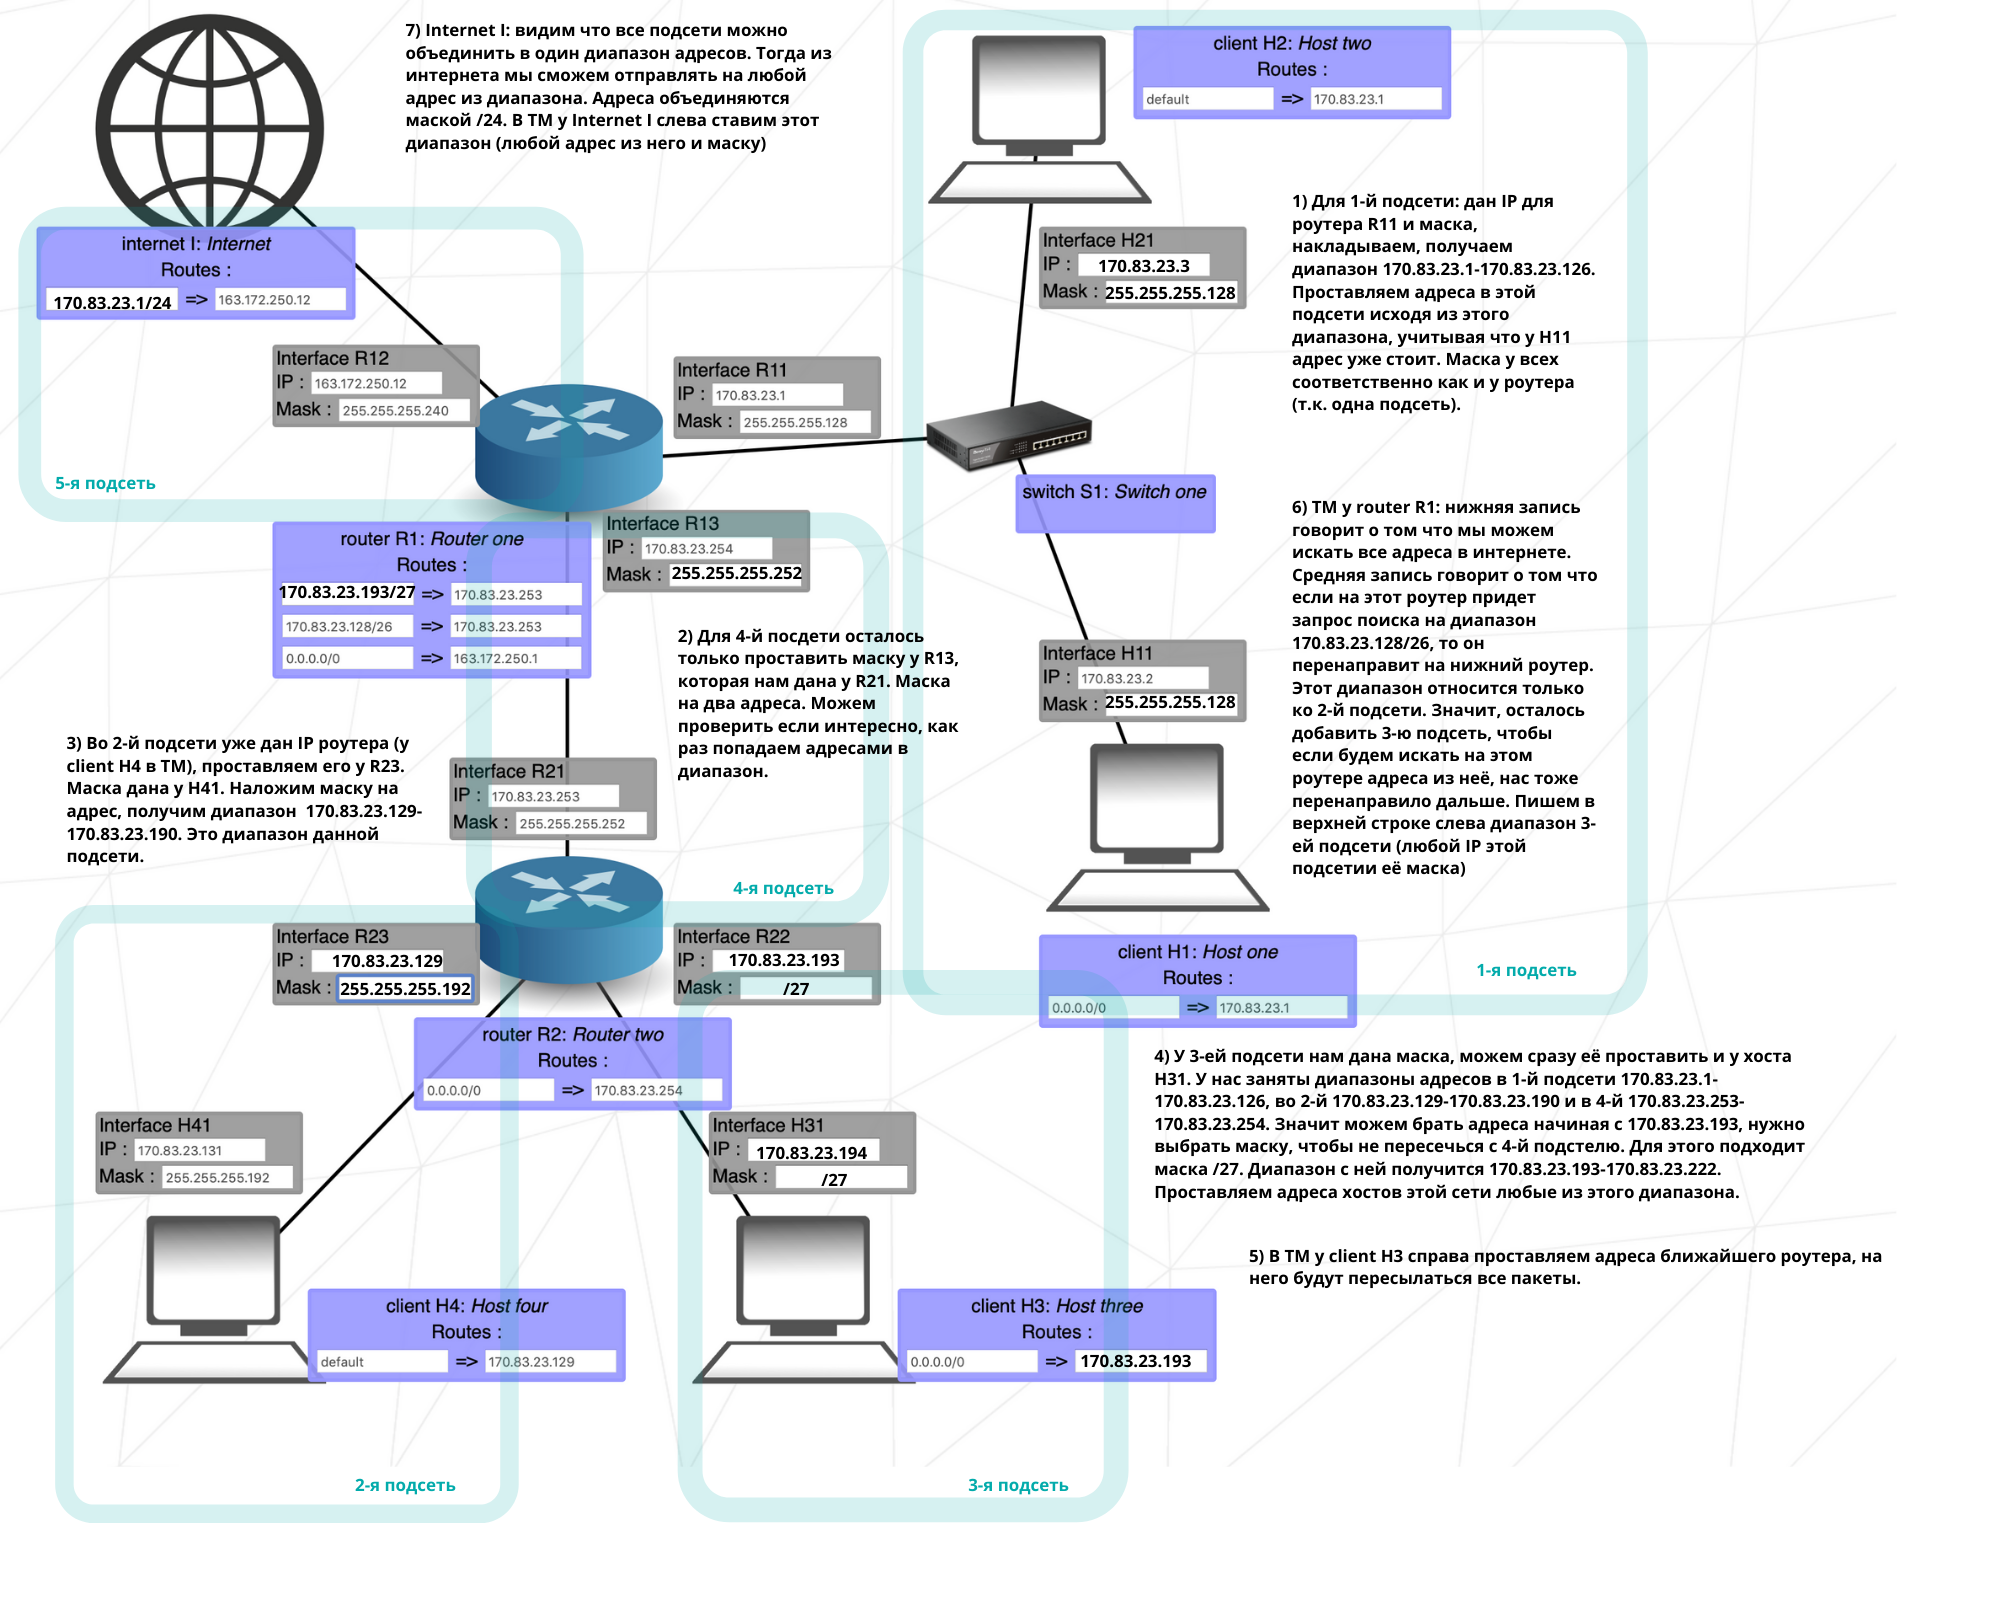 7) Internet I: видим что все подсети можно
объединить в один диапазон адресов. Тогда из
интернета мы сможем отправлять на любой
адрес из диапазона. Адреса объединяются
маской /24. В ТМ у Internet I слева ставим этот
диапазон (любой адрес из него и маску)
client H2: Host two
Routes :
default => 170.83.23.1
1) Для 1-й подсети: дан IP для
роутера R11 и маска,
накладываем, получаем
диапазон 170.83.23.1-170.83.23.126.
Проставляем адреса в этой
подсети исходя из этого
диапазона, учитывая что у H11
адрес уже стоит. Маска у всех
соответственно как и у роутера
(т.к. одна подсеть).
internet I: Internet
Routes :
170.83.23.1/24 => 163.172.250.12
Interface H21
IP : 170.83.23.3
Mask : 255.255.255.128
Interface R12
IP : 163.172.250.12
Mask : 255.255.255.240
Interface R11
IP : 170.83.23.1
Mask : 255.255.255.128
5-я подсеть
switch S1: Switch one
6) ТМ у router R1: нижняя запись
говорит о том что мы можем
искать все адреса в интернете.
Средняя запись говорит о том что
если на этот роутер придет
запрос поиска на диапазон
170.83.23.128/26, то он
перенаправит на нижний роутер.
Этот диапазон относится только
ко 2-й подсети. Значит, осталось
добавить 3-ю подсеть, чтобы
если будем искать на этом
роутере адреса из неё, нас тоже
перенаправило дальше. Пишем в
верхней строке слева диапазон 3-
ей подсети (любой IP этой
подсетии её маска)
router R1: Router one
Routes :
170.83.23.193/27 => 170.83.23.253
170.83.23.128/26 => 170.83.23.253
0.0.0.0/0 => 163.172.250.1
Interface R13
IP : 170.83.23.254
Mask : 255.255.255.252
2) Для 4-й посдети осталось
только проставить маску у R13,
которая нам дана у R21. Маска
на два адреса. Можем
проверить если интересно, как
раз попадаем адресами в
диапазон.
Interface H11
IP : 170.83.23.2
Mask : 255.255.255.128
3) Во 2-й подсети уже дан IP роутера (у
client H4 в ТМ), проставляем его у R23.
Маска дана у H41. Наложим маску на
адрес, получим диапазон 170.83.23.129-
170.83.23.190. Это диапазон данной
подсети.
Interface R21
IP : 170.83.23.253
Mask : 255.255.255.252
4-я подсеть
Interface R23
IP : 170.83.23.129
Mask : 255.255.255.192
Interface R22
IP : 170.83.23.193
Mask : /27
client H1: Host one
Routes :
0.0.0.0/0 => 170.83.23.1
1-я подсеть
router R2: Router two
Routes :
0.0.0.0/0 => 170.83.23.254
4) У 3-ей подсети нам дана маска, можем сразу её проставить и у хоста
H31. У нас заняты диапазоны адресов в 1-й подсети 170.83.23.1-
170.83.23.126, во 2-й 170.83.23.129-170.83.23.190 и в 4-й 170.83.23.253-
170.83.23.254. Значит можем брать адреса начиная с 170.83.23.193, нужно
выбрать маску, чтобы не пересечься с 4-й подстелю. Для этого подходит
маска /27. Диапазон с ней получится 170.83.23.193-170.83.23.222.
Проставляем адреса хостов этой сети любые из этого диапазона.
Interface H41
IP : 170.83.23.131
Mask : 255.255.255.192
Interface H31
IP : 170.83.23.194
Mask : /27
5) В ТМ у client H3 справа проставляем адреса ближайшего роутера, на
него будут пересылаться все пакеты.
client H4: Host four
Routes :
default => 170.83.23.129
client H3: Host three
Routes :
0.0.0.0/0 => 170.83.23.193
2-я подсеть
3-я подсеть